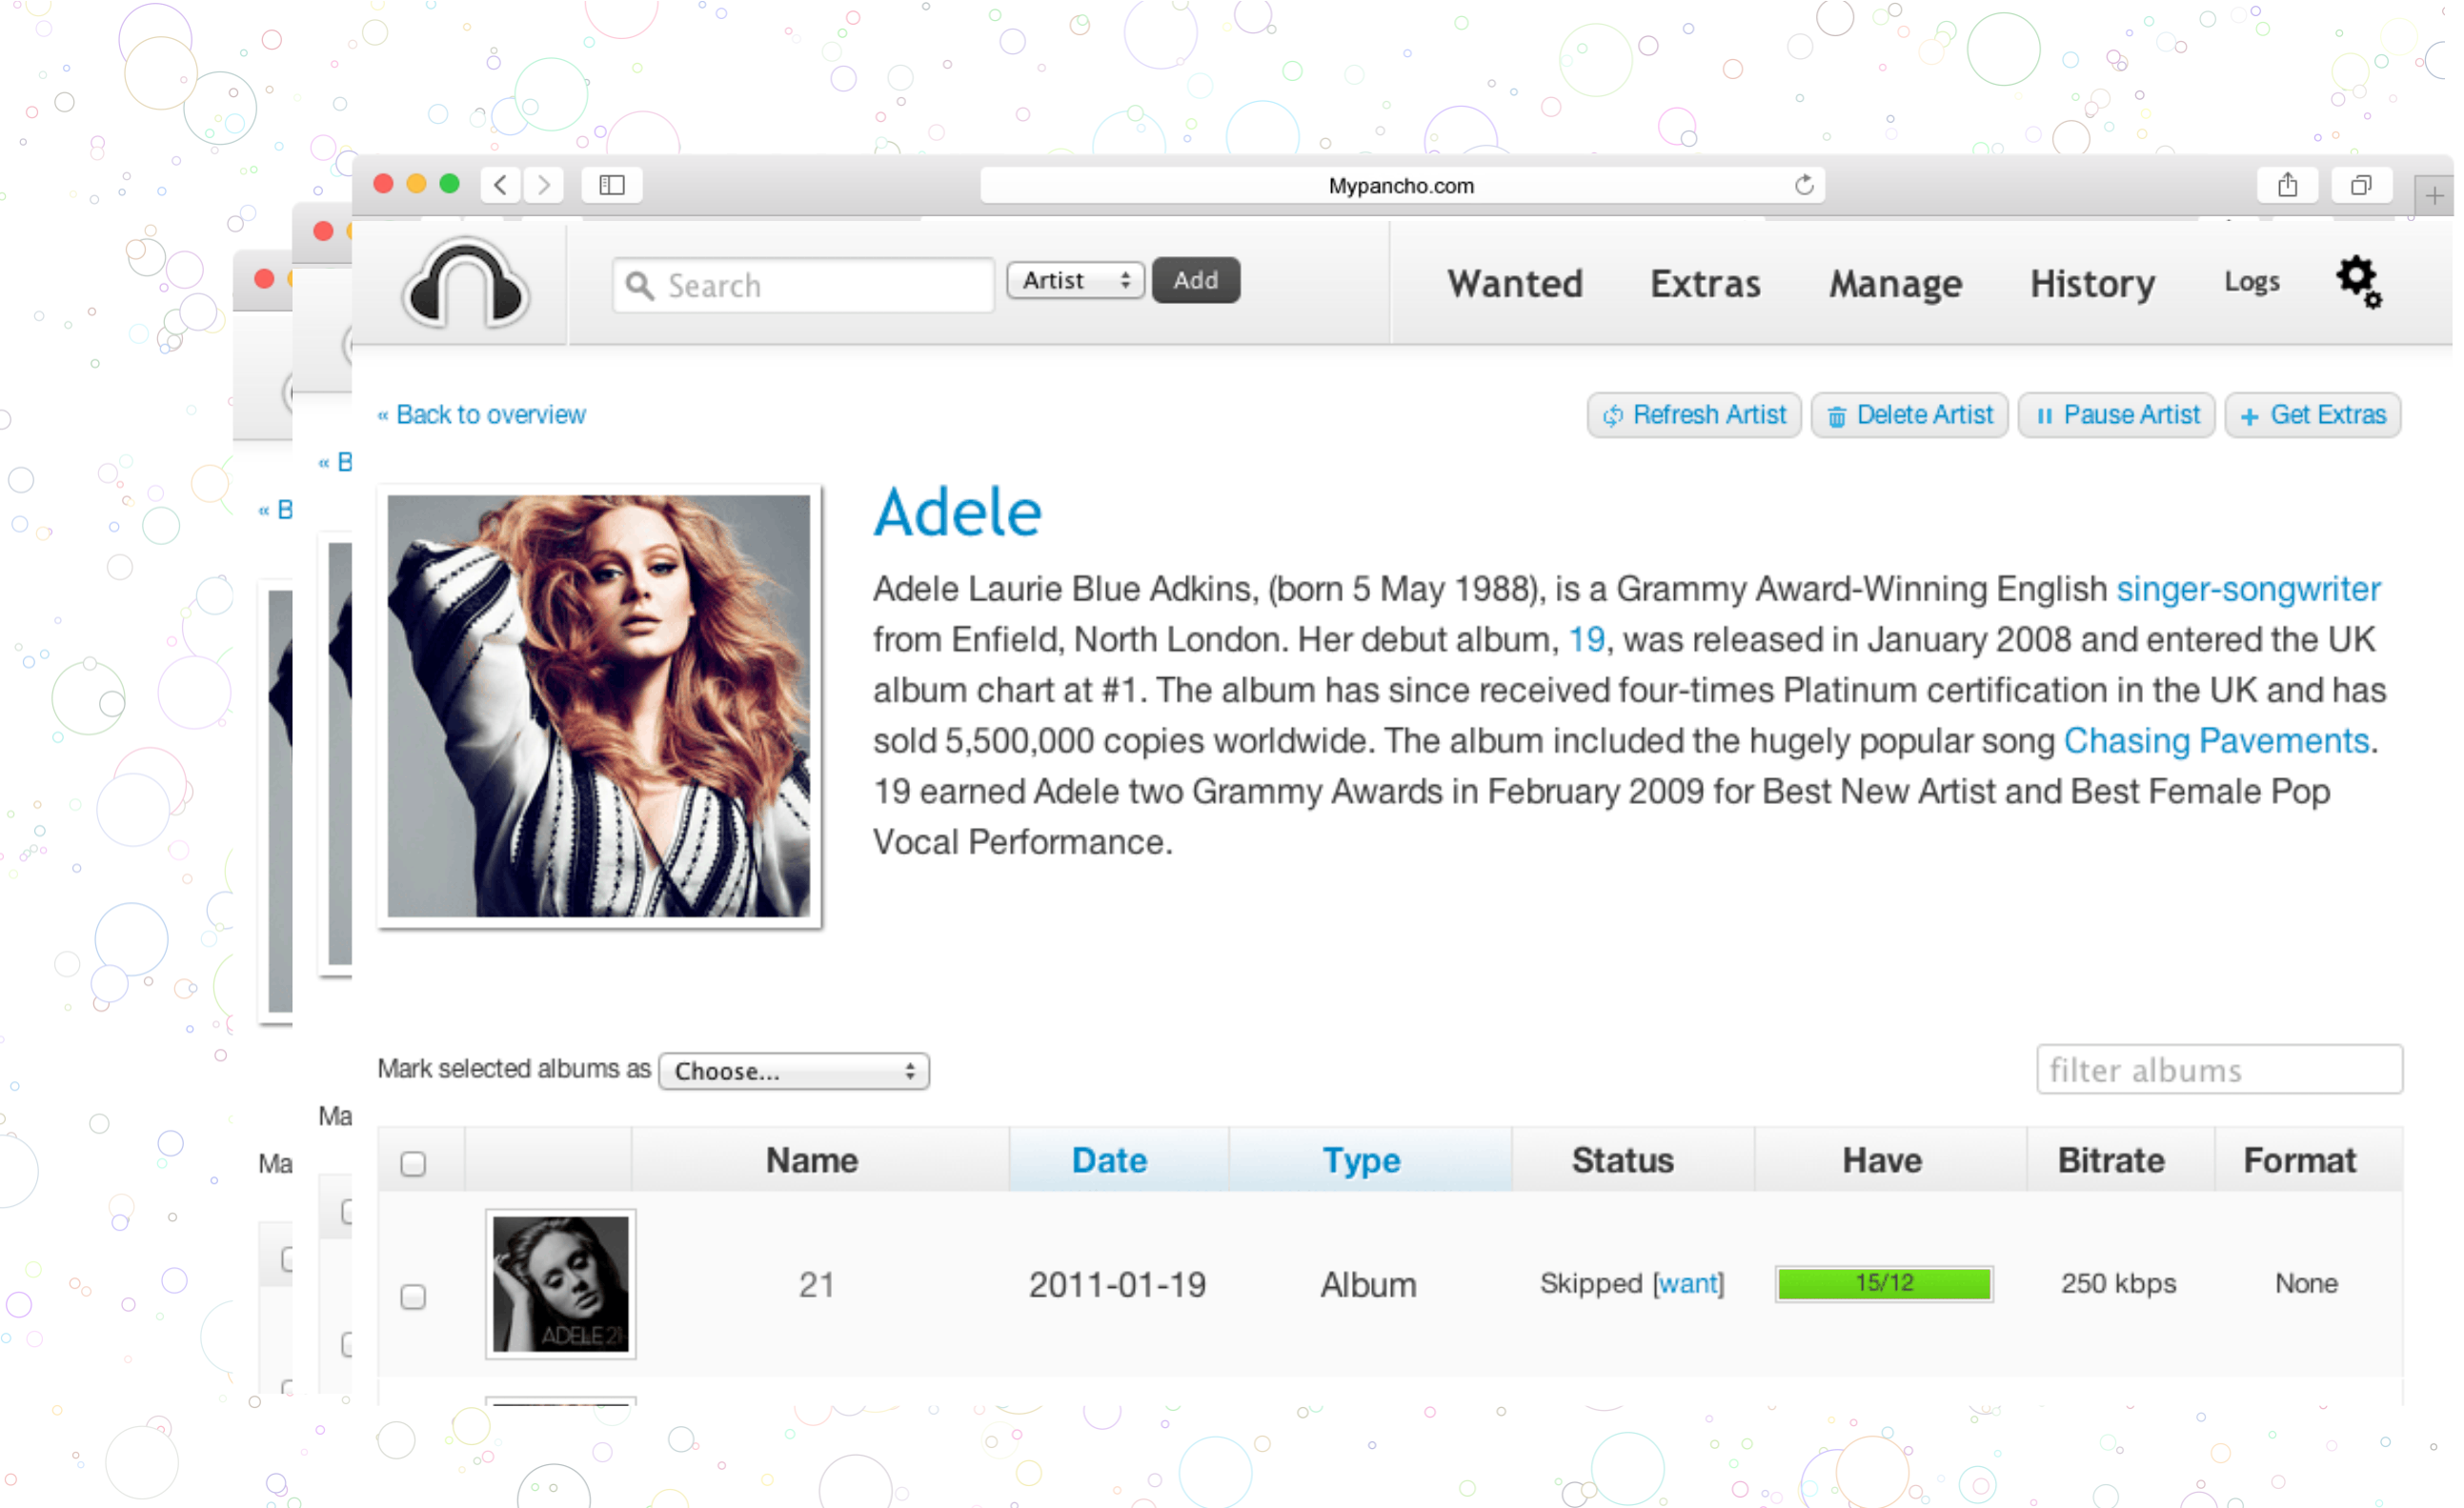 Mypancho.com
Search
Artist
Add
Wanted
Extras
Manage
History
Logs
« Back to overview
Refresh Artist
Delete Artist
Pause Artist
Get Extras
« B
« B
Adele
Adele Laurie Blue Adkins, (born 5 May 1988), is a Grammy Award-Winning English singer-songwriter
from Enfield, North London. Her debut album, 19, was released in January 2008 and entered the UK
album chart at #1. The album has since received four-times Platinum certification in the UK and has
sold 5,500,000 copies worldwide. The album included the hugely popular song Chasing Pavements.
19 earned Adele two Grammy Awards in February 2009 for Best New Artist and Best Female Pop
Vocal Performance.
Mark selected albums as Choose...
filter albums
Ma
Ma
Name Date Type Status Have Bitrate Format
ADELE 21
21 2011-01-19 Album Skipped [want] 15/12 250 kbps None